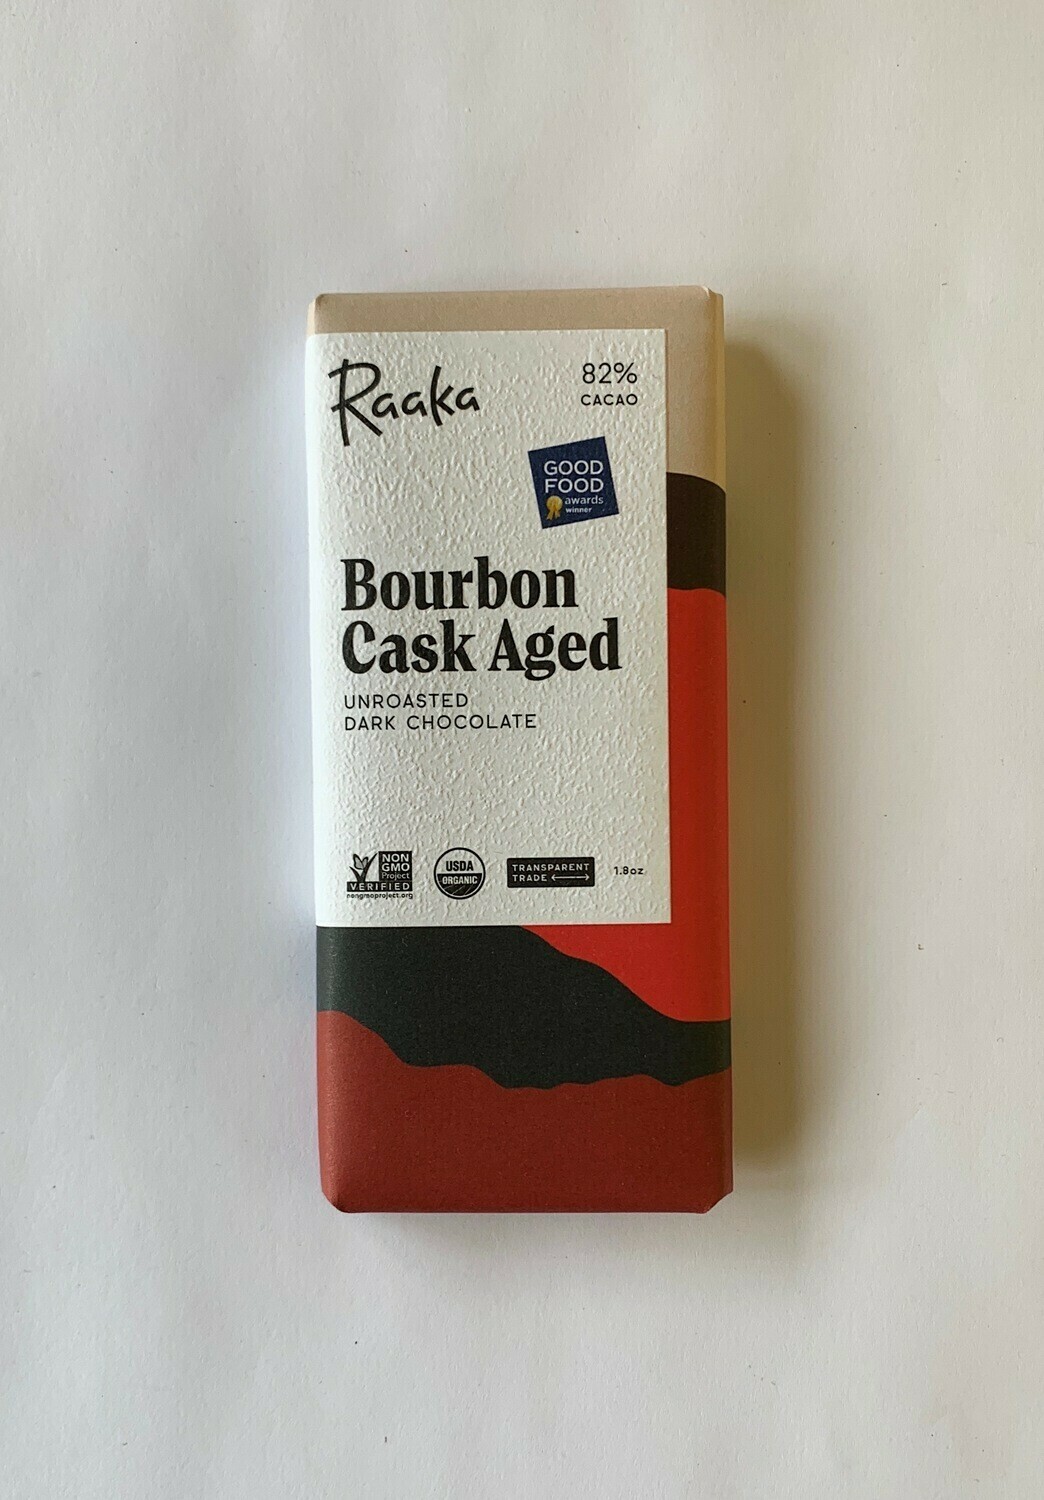 Raaka
82%
CACAO
GOOD
FOOD
awards
winner
Bourbon
Cask Aged
UNROASTED
DARK CHOCOLATE
NON
GMO
Project
VERIFIED
nongmoproject.org
USDA
ORGANIC
TRANSPARENT
TRADE
1.8oz